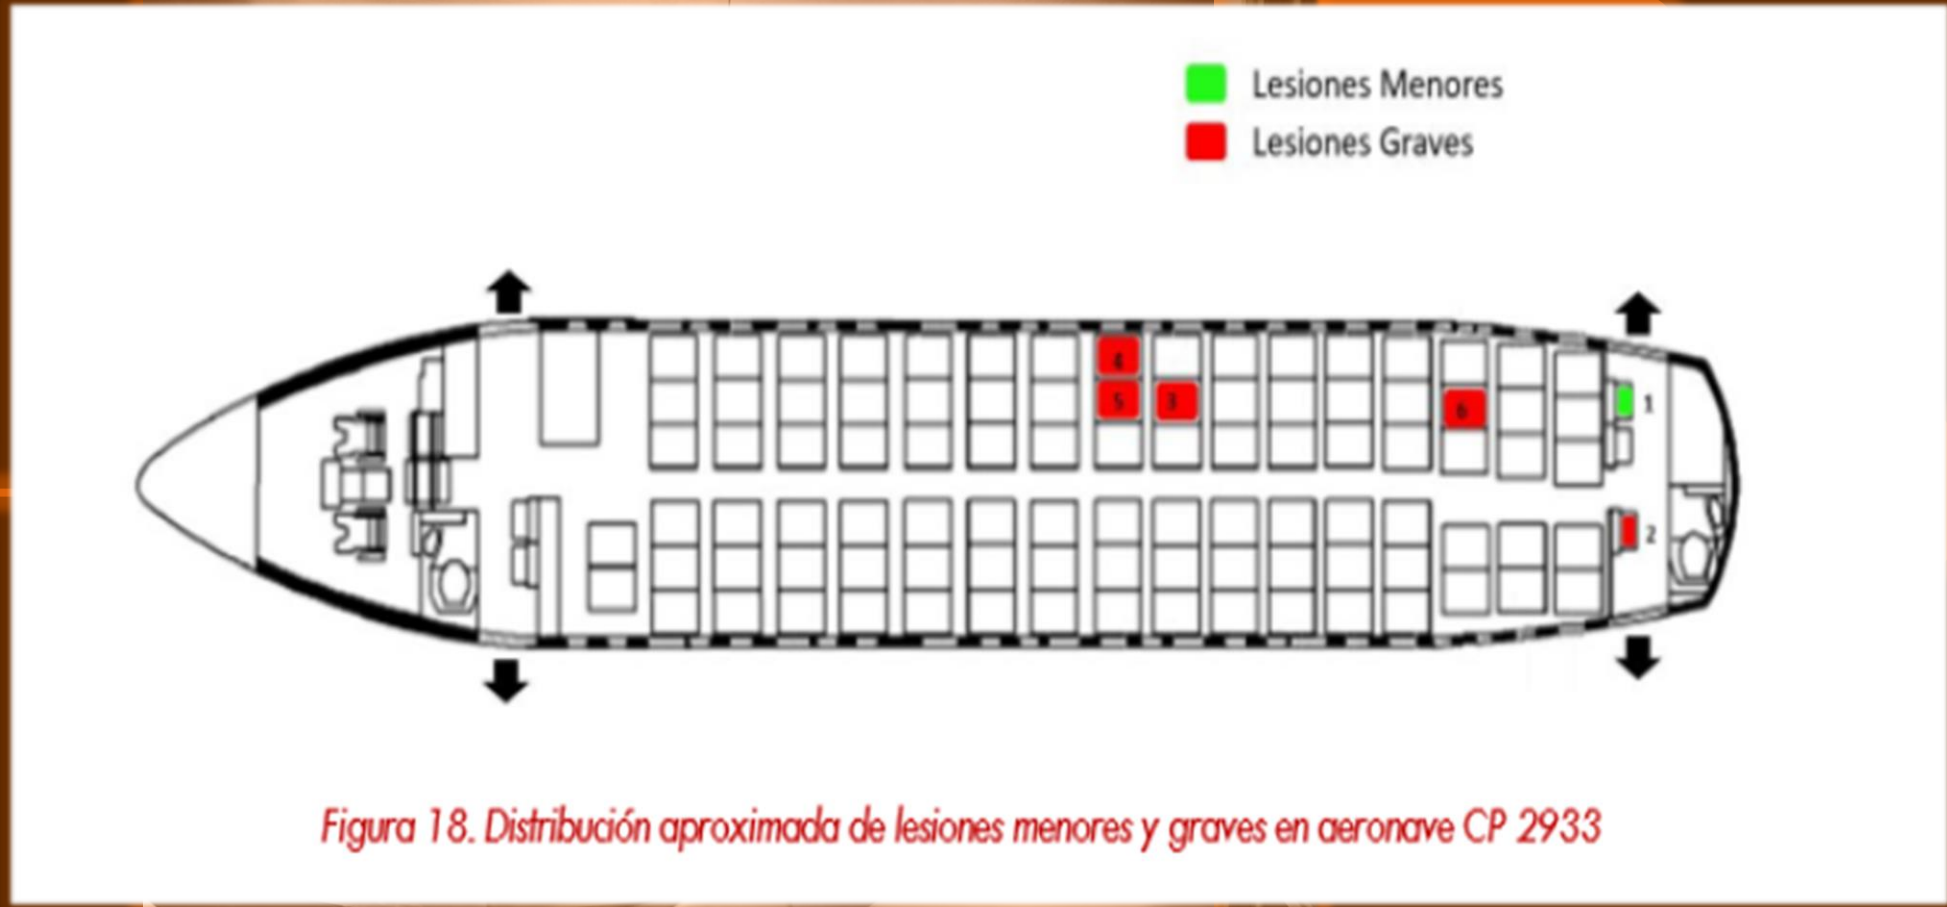 Lesiones Menores
Lesiones Graves
4
5 3
6
1
2
Figura 18. Distribución aproximada de lesiones menores y graves en aeronave CP 2933